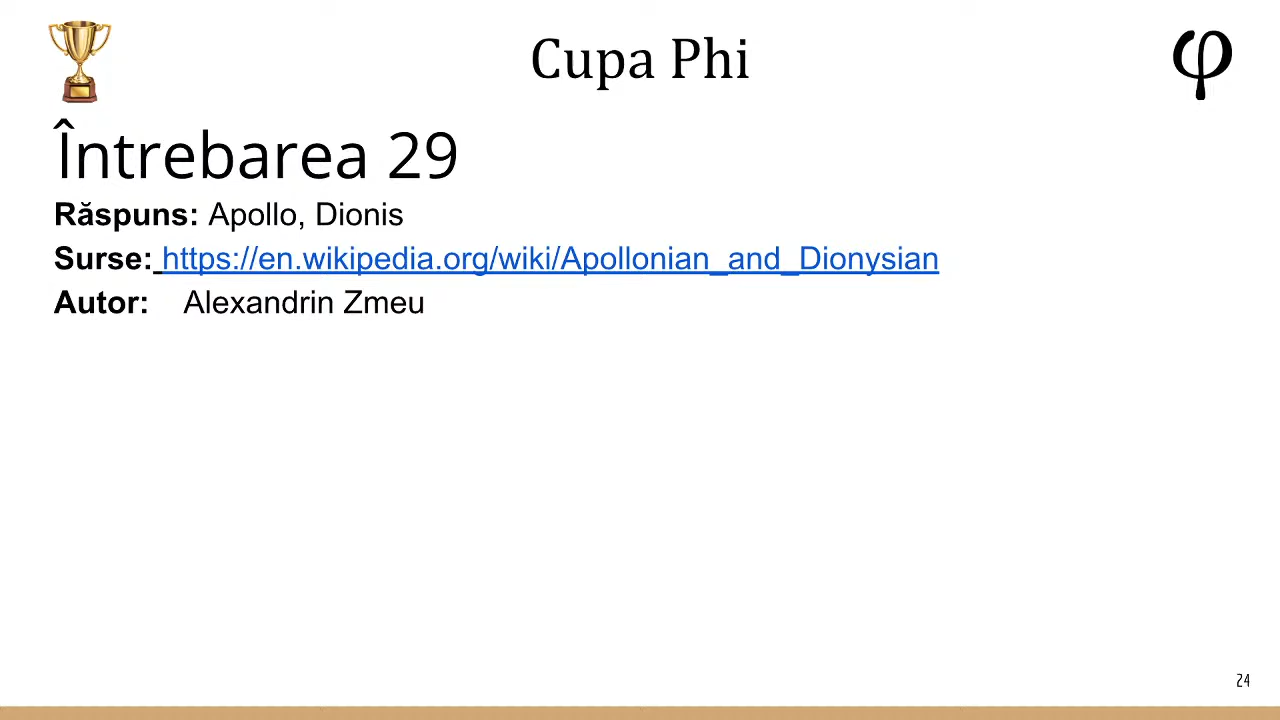 Cupa Phi
φ
Întrebarea 29
Răspuns: Apollo, Dionis
Surse: https://en.wikipedia.org/wiki/Apollonian_and_Dionysian
Autor: Alexandrin Zmeu
24